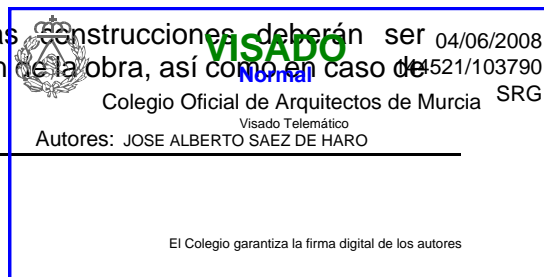 s construcciones deberán ser
VISADO
04/06/2008
n de la obra, así como en caso de
Normal
144521/103790
Colegio Oficial de Arquitectos de Murcia
SRG
Visado Telemático
Autores: JOSE ALBERTO SAEZ DE HARO
El Colegio garantiza la firma digital de los autores